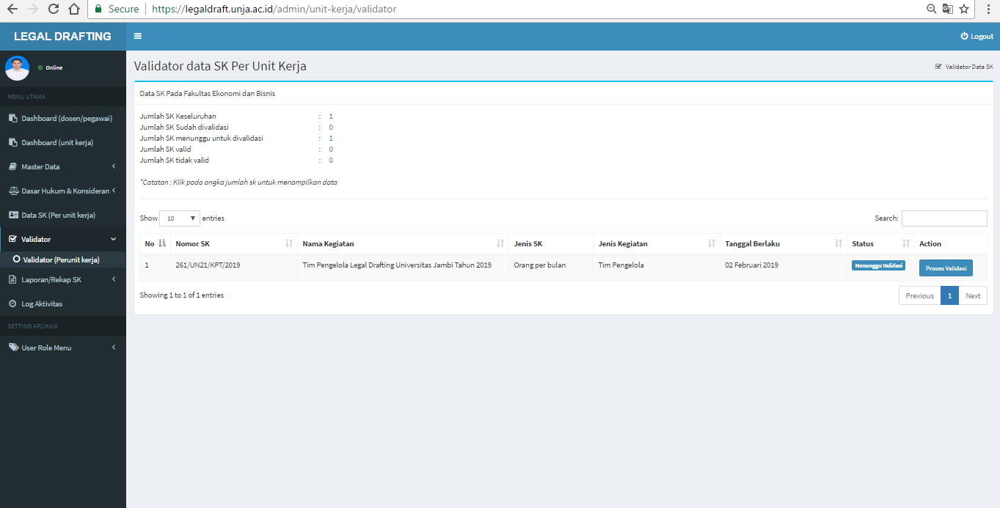 Secure | https://legaldraft.unja.ac.id/admin/unit-kerja/validator
LEGAL DRAFTING
Logout
Online
MENU UTAMA
Dashboard (dosen/pegawai)
Dashboard (unit kerja)
Master Data
Dasar Hukum & Konsideran
Data SK (Per unit kerja)
Validator
Validator (Perunit kerja)
Laporan/Rekap SK
Log Aktivitas
SETTING APLIKASI
User Role Menu
Validator data SK Per Unit Kerja
Validator Data SK
Data SK Pada Fakultas Ekonomi dan Bisnis
Jumlah SK Keseluruhan : 1
Jumlah SK Sudah divalidasi : 0
Jumlah SK menunggu untuk divalidasi : 1
Jumlah SK valid : 0
Jumlah SK tidak valid : 0
*Catatan : Klik pada angka jumlah sk untuk menampilkan data
Show 10 entries Search:
No Nomor SK Nama Kegiatan Jenis SK Jenis Kegiatan Tanggal Berlaku Status Action
1 261/UN21/KPT/2019 Tim Pengelola Legal Drafting Universitas Jambi Tahun 2019 Orang per bulan Tim Pengelola 02 Februari 2019 Menunggu Validasi Proses Validasi
Showing 1 to 1 of 1 entries Previous 1 Next